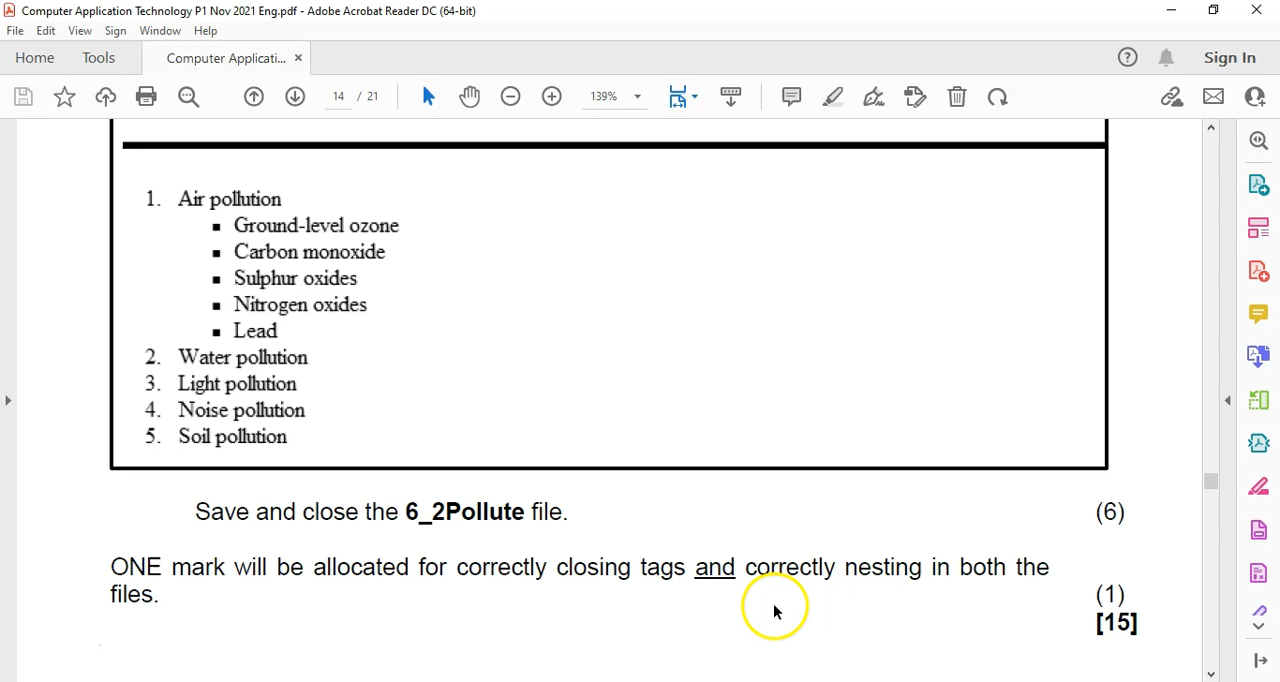 Computer Application Technology P1 Nov 2021 Eng.pdf - Adobe Acrobat Reader DC (64-bit)
File Edit View Sign Window Help
Home Tools Computer Applicati... × Sign In
14 / 21 139%
1. Air pollution
▪ Ground-level ozone
▪ Carbon monoxide
▪ Sulphur oxides
▪ Nitrogen oxides
▪ Lead
2. Water pollution
3. Light pollution
4. Noise pollution
5. Soil pollution
Save and close the 6_2Pollute file. (6)
ONE mark will be allocated for correctly closing tags and correctly nesting in both the
files. (1)
[15]